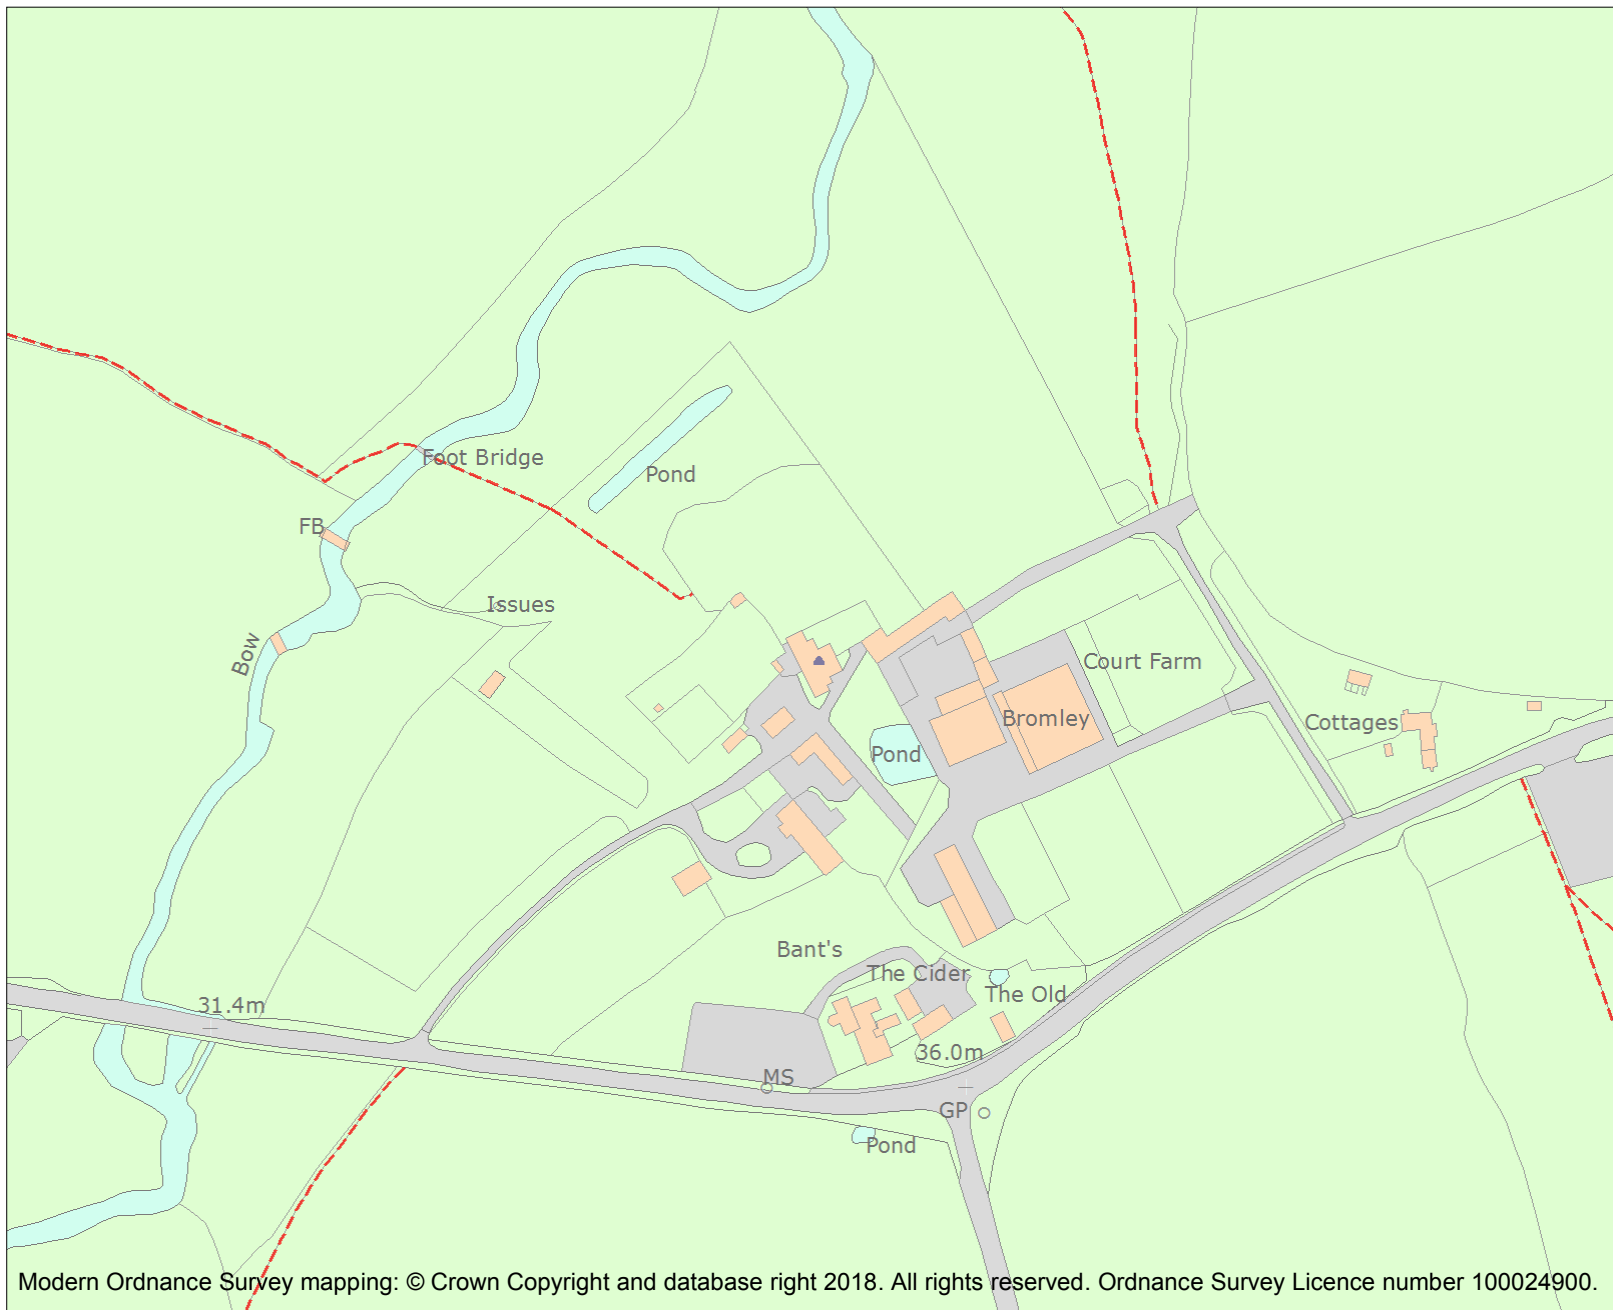 Foot Bridge
Pond
FB
Issues
Bow
Court Farm
Bromley
Cottages
Pond
Bant's
The Cider
The Old
31.4m
36.0m
MS
GP
Pond
Modern Ordnance Survey mapping: © Crown Copyright and database right 2018. All rights reserved. Ordnance Survey Licence number 100024900.